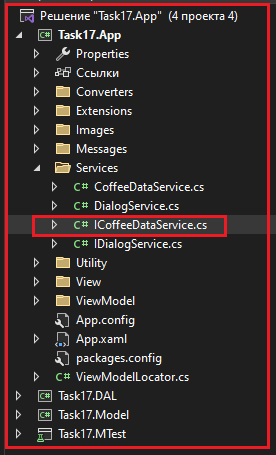 Решение "Task17.App" (4 проекта 4)
Task17.App
Properties
Ссылки
Converters
Extensions
Images
Messages
Services
C# CoffeeDataService.cs
C# DialogService.cs
C# ICoffeeDataService.cs
C# IDialogService.cs
Utility
View
ViewModel
App.config
App.xaml
packages.config
C# ViewModelLocator.cs
Task17.DAL
Task17.Model
Task17.MTest